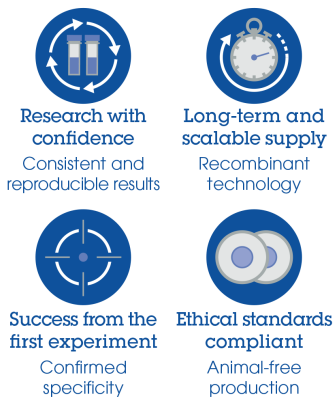 Research with
confidence
Consistent and
reproducible results
Long-term and
scalable supply
Recombinant
technology
Success from the
first experiment
Confirmed
specificity
Ethical standards
compliant
Animal-free
production